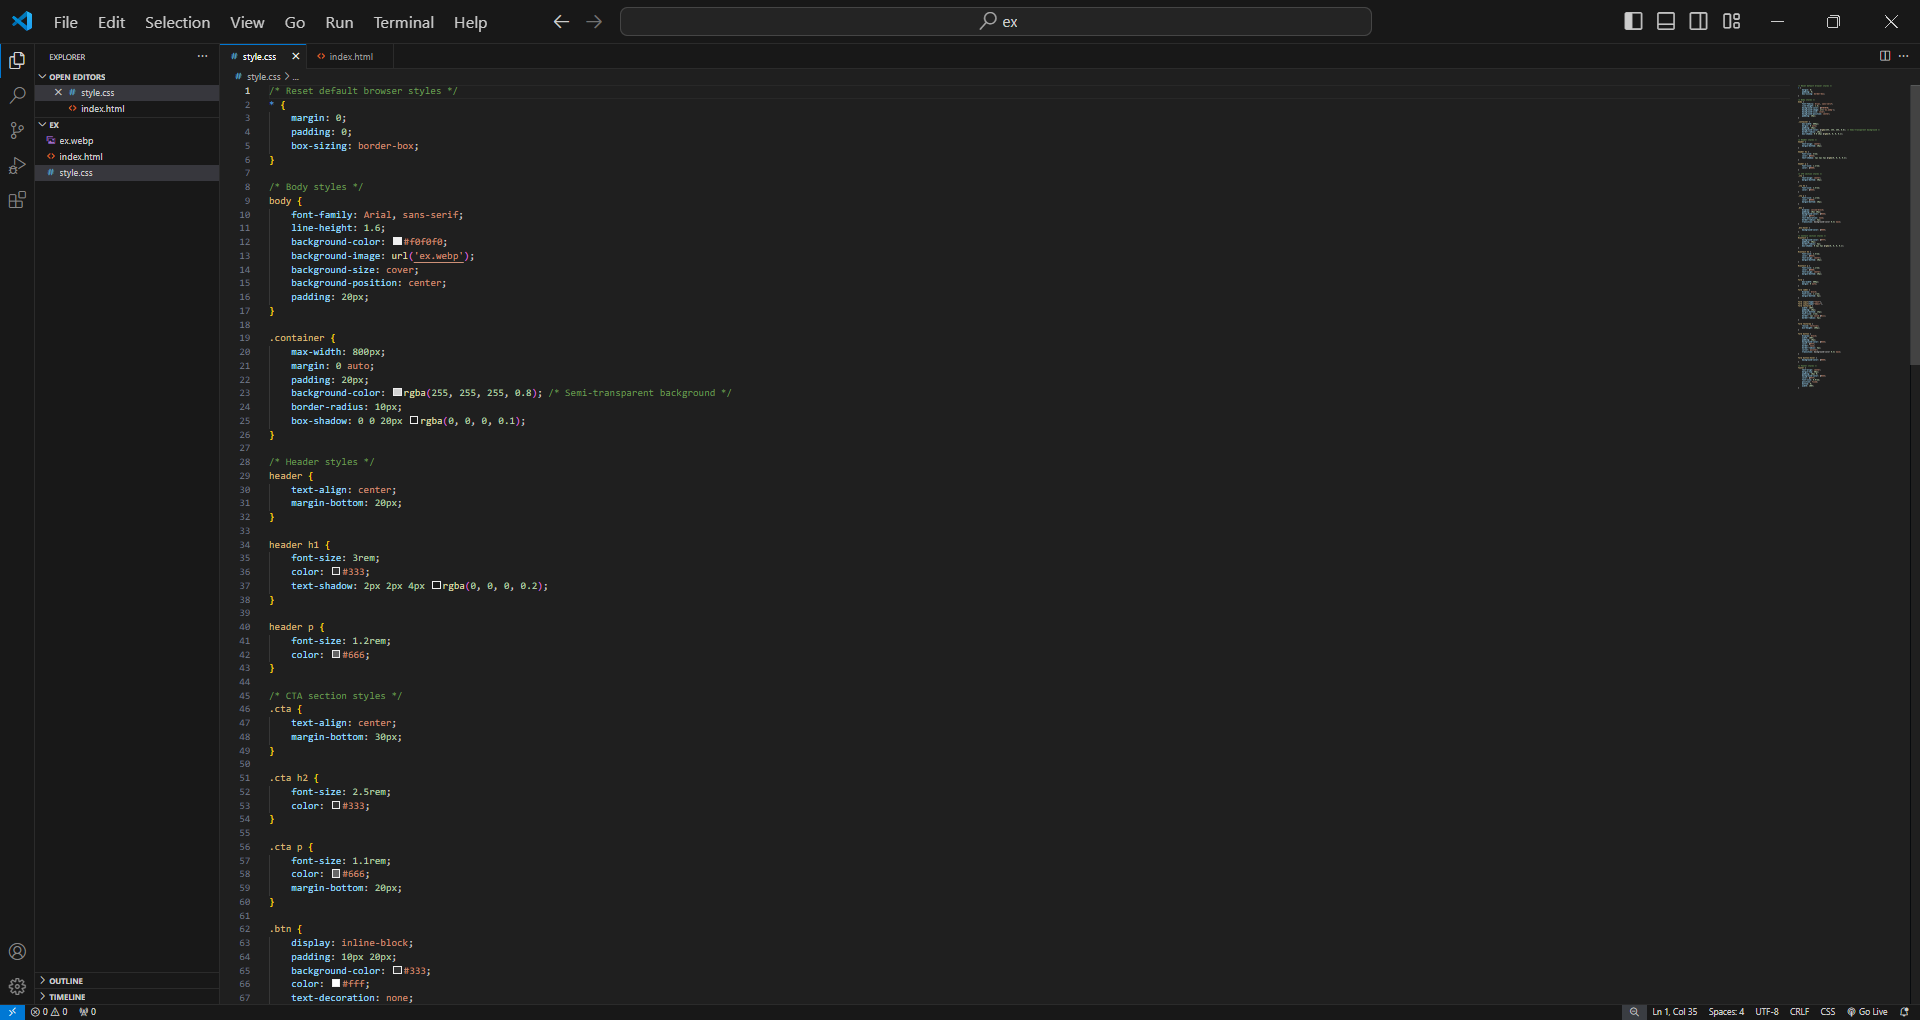 File Edit Selection View Go Run Terminal Help
ex
EXPLORER
OPEN EDITORS
style.css
index.html
EX
ex.webp
index.html
style.css
OUTLINE
TIMELINE
style.css
index.html
style.css > ...
1 /* Reset default browser styles */
2 * {
3 margin: 0;
4 padding: 0;
5 box-sizing: border-box;
6 }
7
8 /* Body styles */
9 body {
10 font-family: Arial, sans-serif;
11 line-height: 1.6;
12 background-color: #f0f0f0;
13 background-image: url('ex.webp');
14 background-size: cover;
15 background-position: center;
16 padding: 20px;
17 }
18
19 .container {
20 max-width: 800px;
21 margin: 0 auto;
22 padding: 20px;
23 background-color: rgba(255, 255, 255, 0.8); /* Semi-transparent background */
24 border-radius: 10px;
25 box-shadow: 0 0 20px rgba(0, 0, 0, 0.1);
26 }
27
28 /* Header styles */
29 header {
30 text-align: center;
31 margin-bottom: 20px;
32 }
33
34 header h1 {
35 font-size: 3rem;
36 color: #333;
37 text-shadow: 2px 2px 4px rgba(0, 0, 0, 0.2);
38 }
39
40 header p {
41 font-size: 1.2rem;
42 color: #666;
43 }
44
45 /* CTA section styles */
46 .cta {
47 text-align: center;
48 margin-bottom: 30px;
49 }
50
51 .cta h2 {
52 font-size: 2.5rem;
53 color: #333;
54 }
55
56 .cta p {
57 font-size: 1.1rem;
58 color: #666;
59 margin-bottom: 20px;
60 }
61
62 .btn {
63 display: inline-block;
64 padding: 10px 20px;
65 background-color: #333;
66 color: #fff;
67 text-decoration: none;
0 0 0 Ln 1, Col 35 Spaces: 4 UTF-8 CRLF CSS Go Live